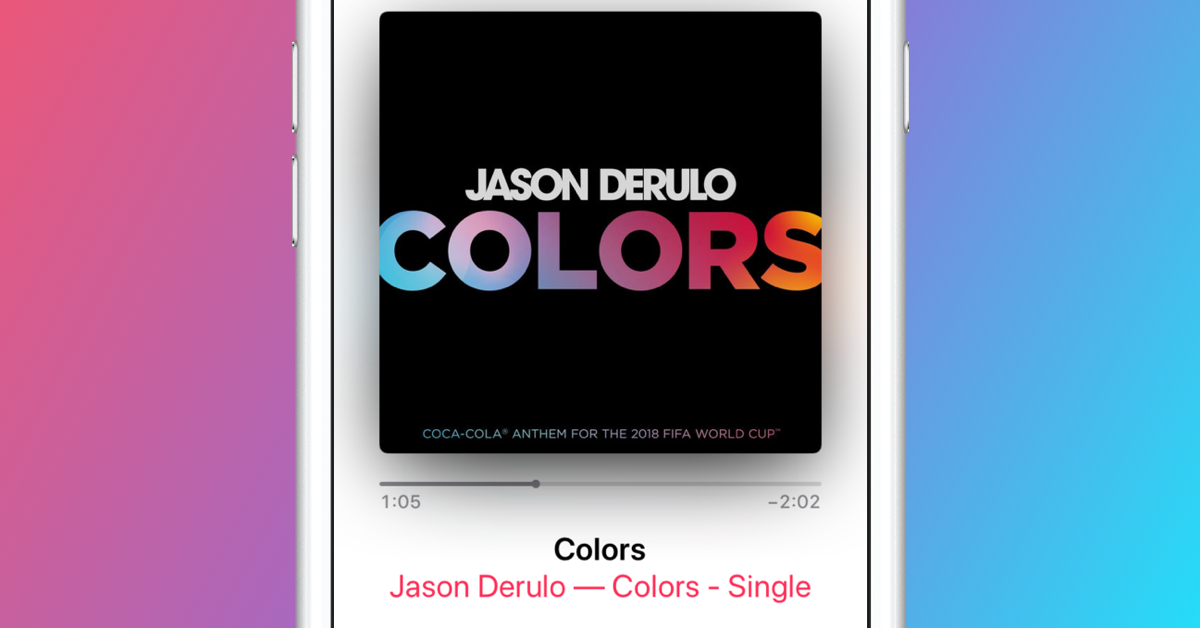 JASON DERULO
COLORS
COCA-COLA® ANTHEM FOR THE 2018 FIFA WORLD CUP™
1:05 −2:02
Colors
Jason Derulo — Colors - Single